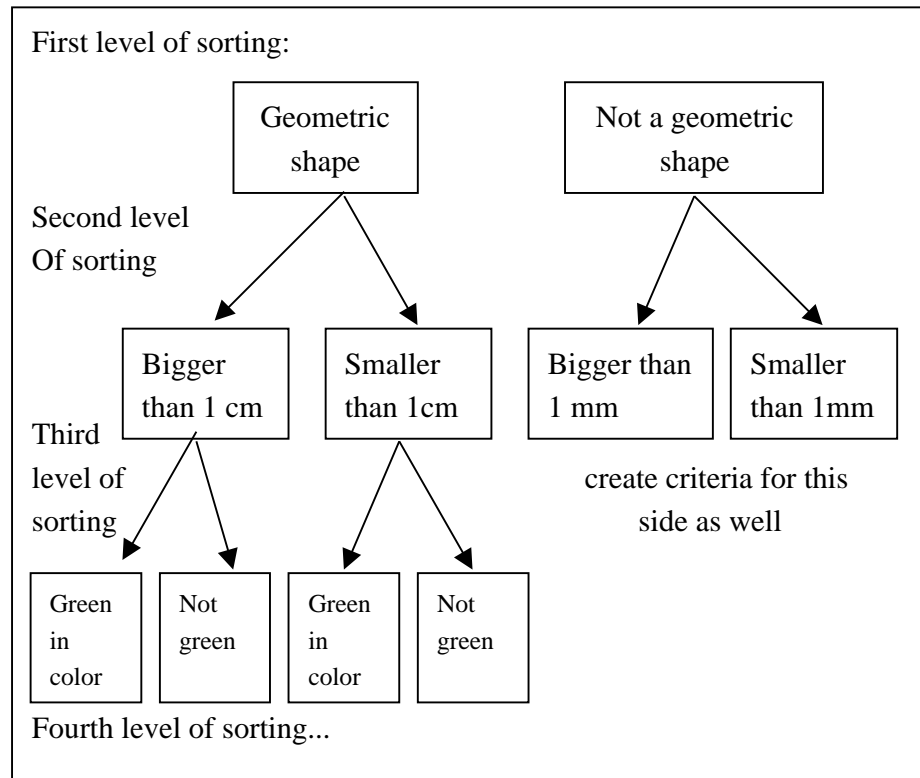 First level of sorting:
Geometric
shape
Not a geometric
shape
Second level
Of sorting
Bigger
than 1 cm
Smaller
than 1cm
Bigger than
1 mm
Smaller
than 1mm
Third
level of
sorting
create criteria for this
side as well
Green
in
color
Not
green
Green
in
color
Not
green
Fourth level of sorting...